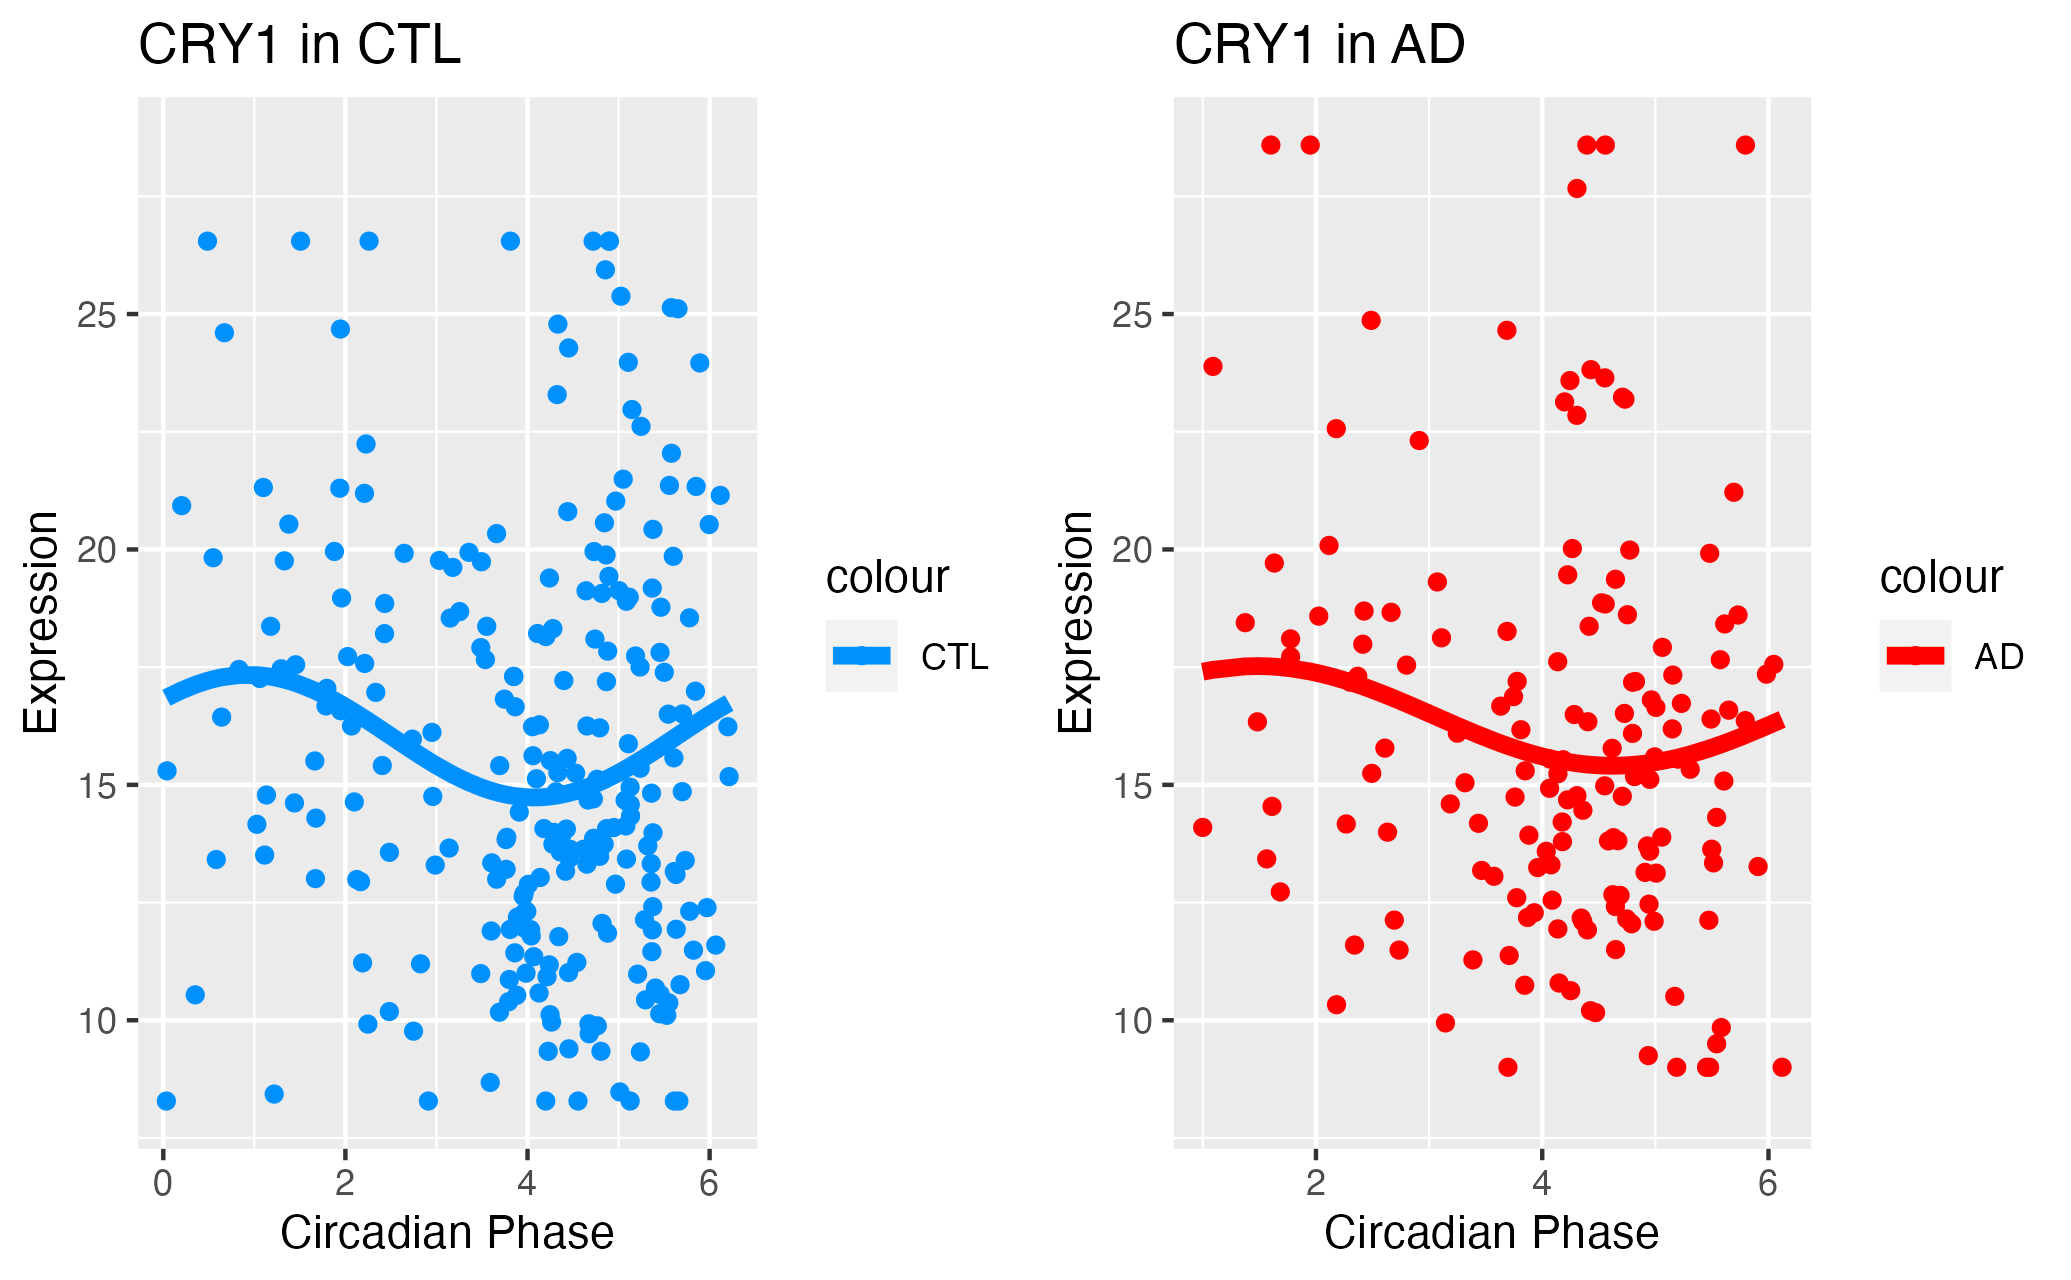 CRY1 in CTL
Expression
25
20
15
10
0 2 4 6
Circadian Phase
colour
CTL
CRY1 in AD
Expression
25
20
15
10
2 4 6
Circadian Phase
colour
AD